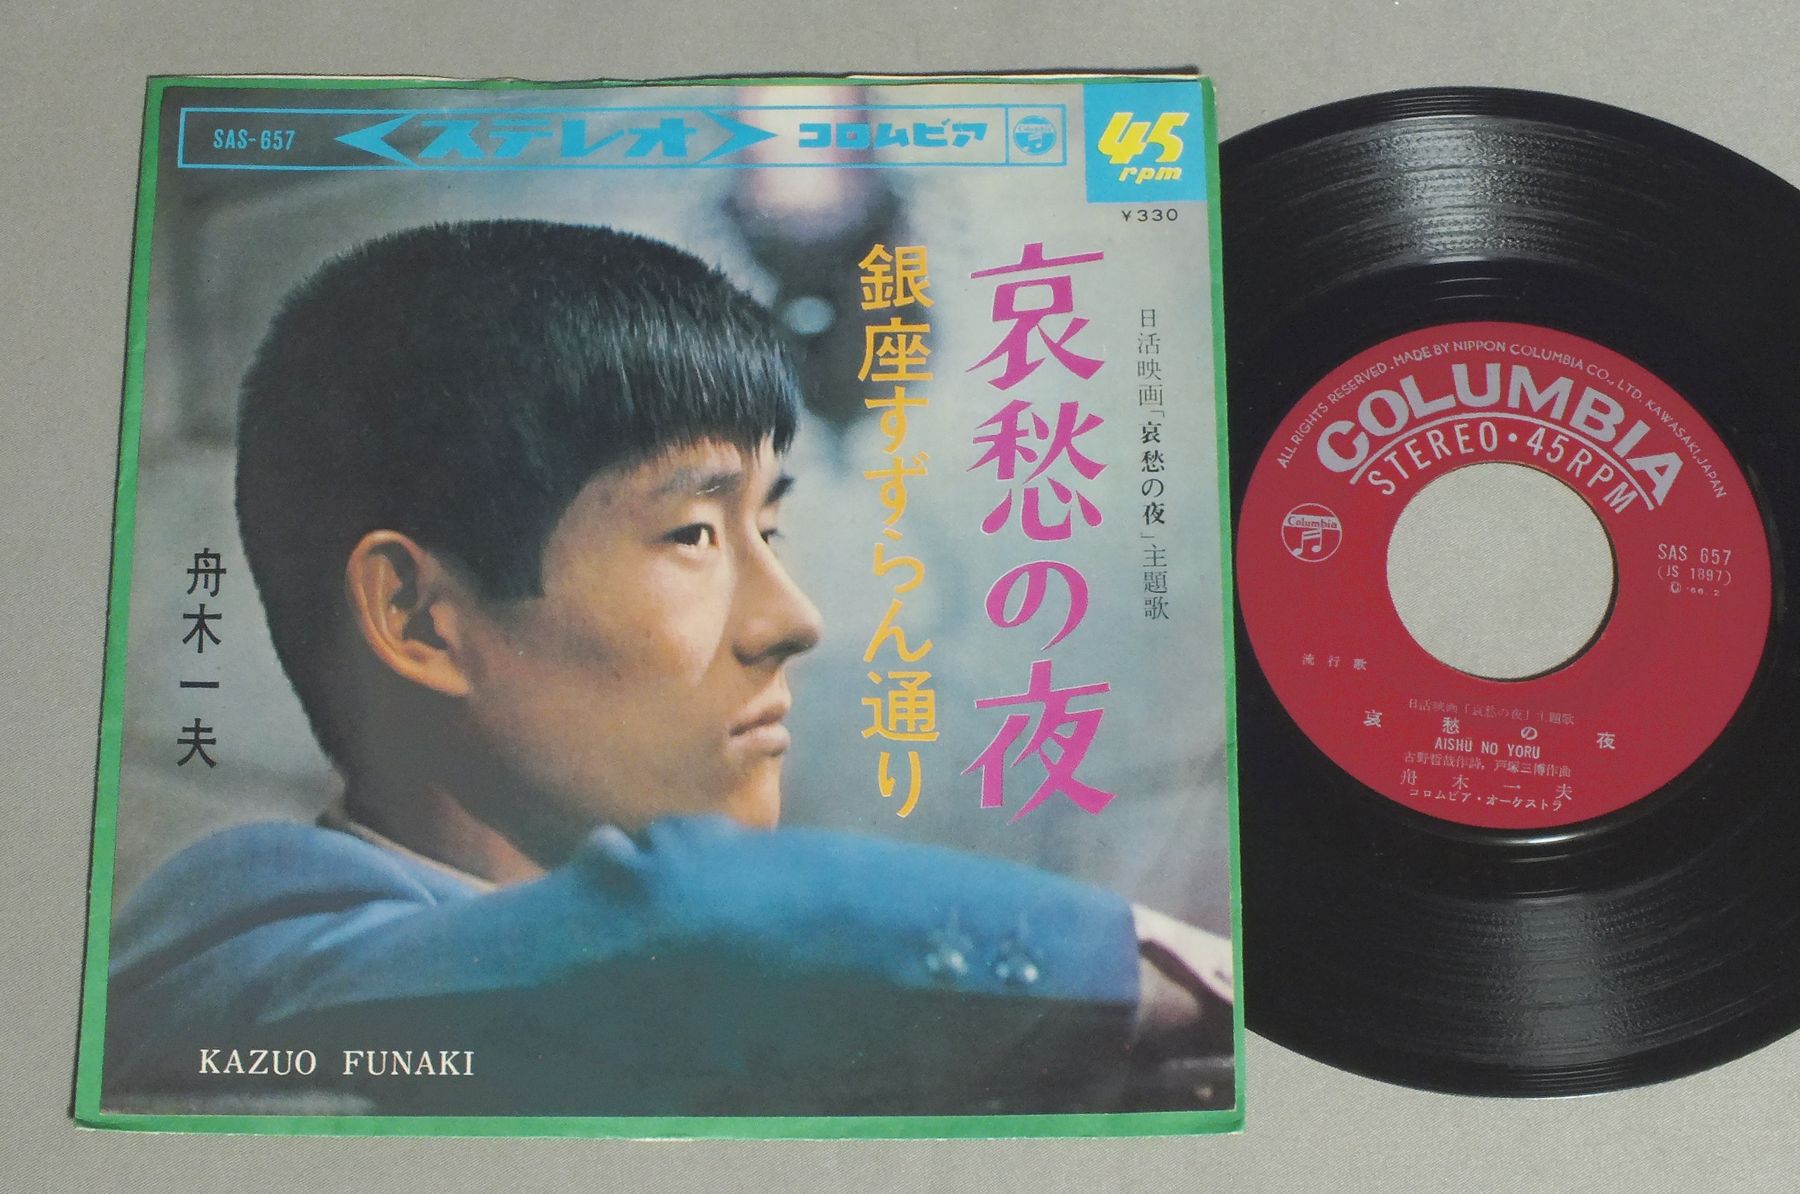 SAS-657
ステレオ
コロムビア
Columbia
45
rpm
¥330
日活映画「哀愁の夜」主題歌
哀愁の夜
銀座すずらん通り
舟木一夫
KAZUO FUNAKI
ALL RIGHTS RESERVED. MADE BY NIPPON COLUMBIA CO., LTD. KAWASAKI, JAPAN
COLUMBIA
STEREO・45RPM
Columbia
SAS 657
(JS 1897)
Ⓒ '66. 2
流行歌
日活映画「哀愁の夜」主題歌
哀愁の夜
AISHŪ NO YORU
古野哲哉作詩, 戸塚三博作曲
舟木一夫
コロムビア・オーケストラ